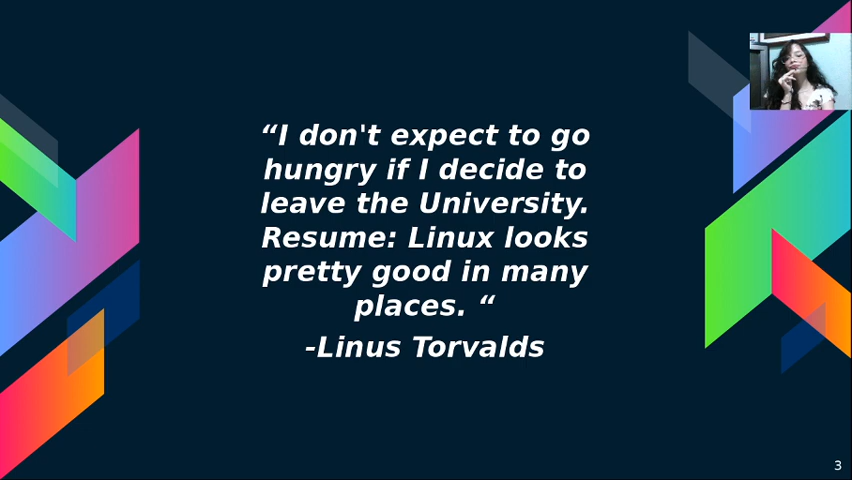 “I don't expect to go
hungry if I decide to
leave the University.
Resume: Linux looks
pretty good in many
places. “
-Linus Torvalds
3